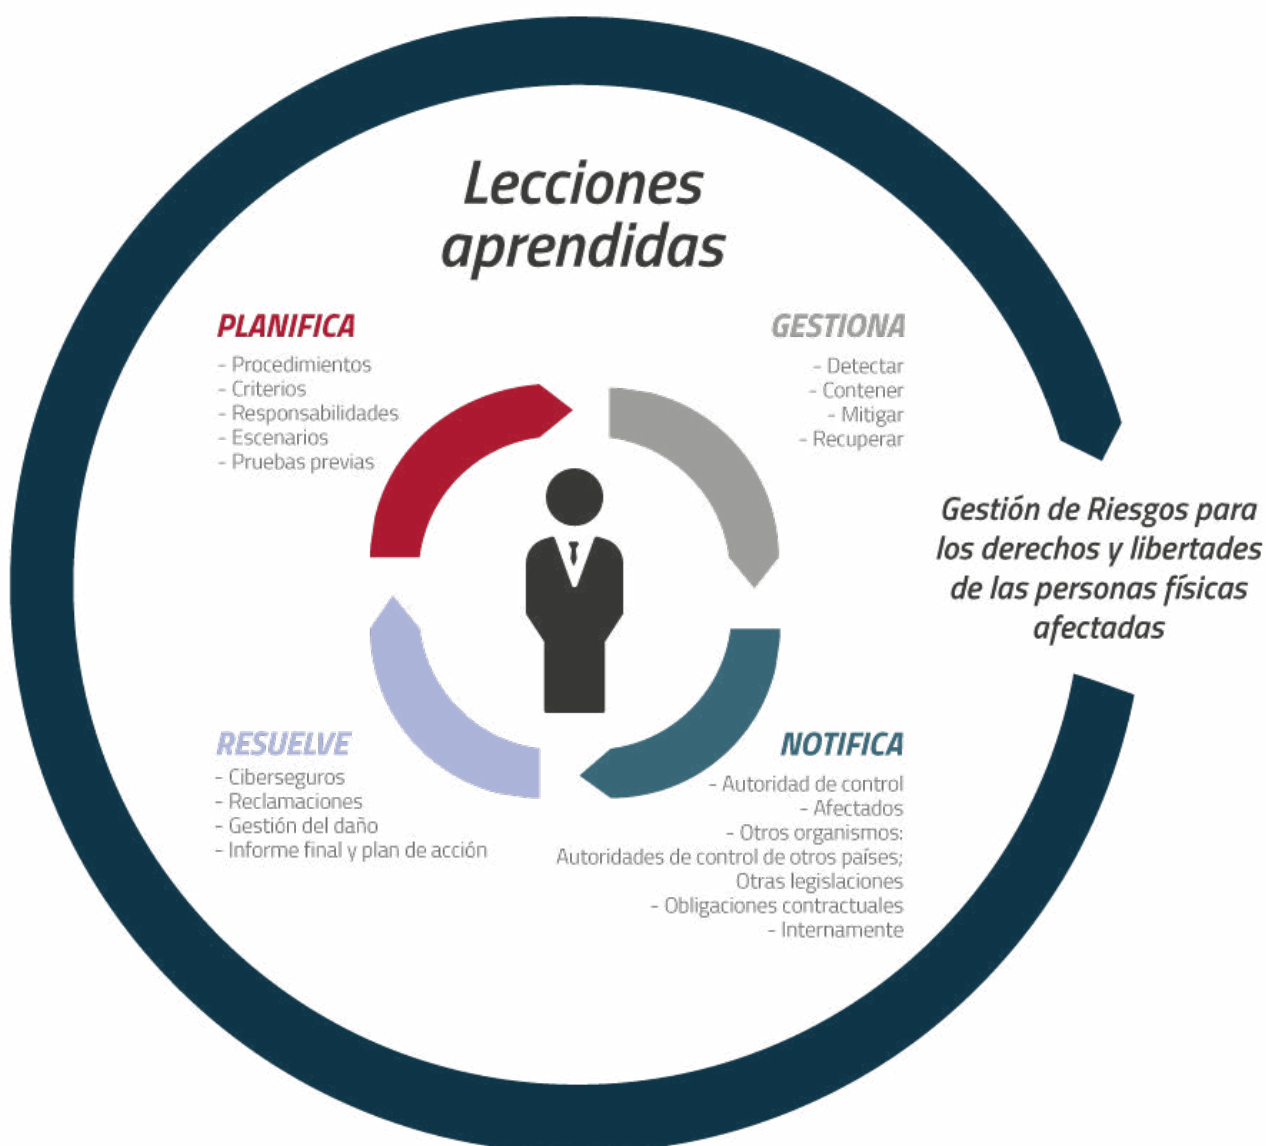 Lecciones
aprendidas
PLANIFICA
- Procedimientos
- Criterios
- Responsabilidades
- Escenarios
- Pruebas previas
GESTIONA
- Detectar
- Contener
- Mitigar
- Recuperar
Gestión de Riesgos para
los derechos y libertades
de las personas físicas
afectadas
RESUELVE
- Ciberseguros
- Reclamaciones
- Gestión del daño
- Informe final y plan de acción
NOTIFICA
- Autoridad de control
- Afectados
- Otros organismos:
Autoridades de control de otros países;
Otras legislaciones
- Obligaciones contractuales
- Internamente